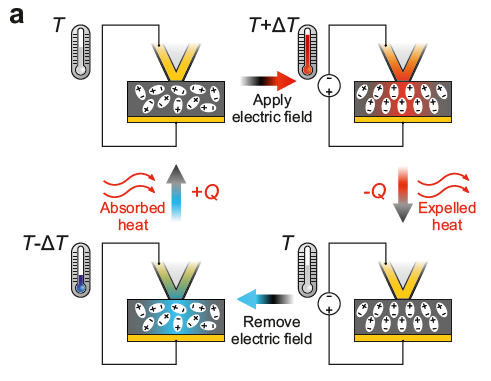 a
T
T+ΔT
Apply
electric field
+Q
Absorbed
heat
-Q
Expelled
heat
T-ΔT
T
Remove
electric field